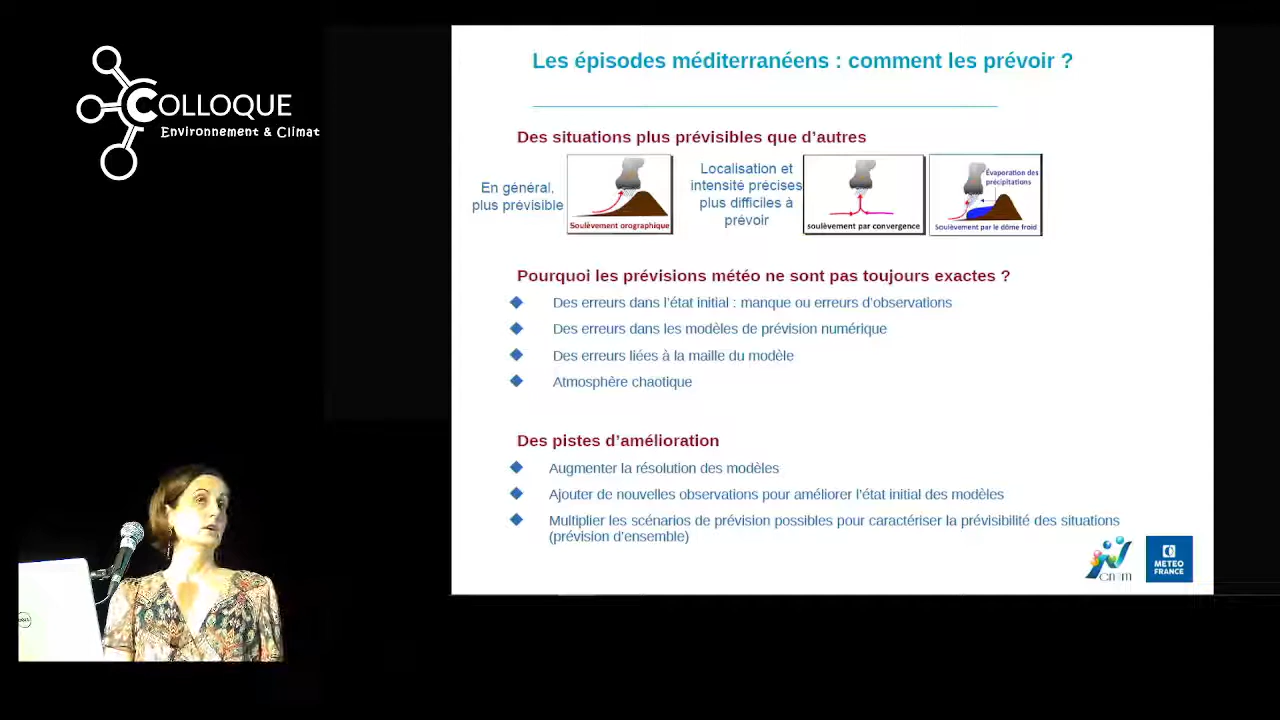 COLLOQUE
Environnement & Climat
Les épisodes méditerranéens : comment les prévoir ?
Des situations plus prévisibles que d'autres
En général,
plus prévisible
Soulèvement orographique
Localisation et
intensité précises
plus difficiles à
prévoir
soulèvement par convergence
Évaporation des
précipitations
Soulèvement par le dôme froid
Pourquoi les prévisions météo ne sont pas toujours exactes ?
Des erreurs dans l'état initial : manque ou erreurs d'observations
Des erreurs dans les modèles de prévision numérique
Des erreurs liées à la maille du modèle
Atmosphère chaotique
Des pistes d'amélioration
Augmenter la résolution des modèles
Ajouter de nouvelles observations pour améliorer l'état initial des modèles
Multiplier les scénarios de prévision possibles pour caractériser la prévisibilité des situations
(prévision d'ensemble)
METEO
FRANCE